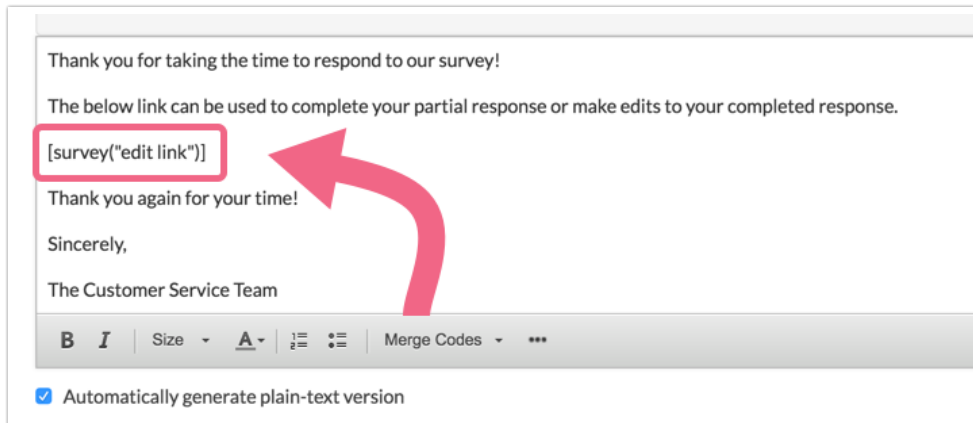 Thank you for taking the time to respond to our survey!
The below link can be used to complete your partial response or make edits to your completed response.
[survey("edit link")]
Thank you again for your time!
Sincerely,
The Customer Service Team
B I Size A Merge Codes
Automatically generate plain-text version